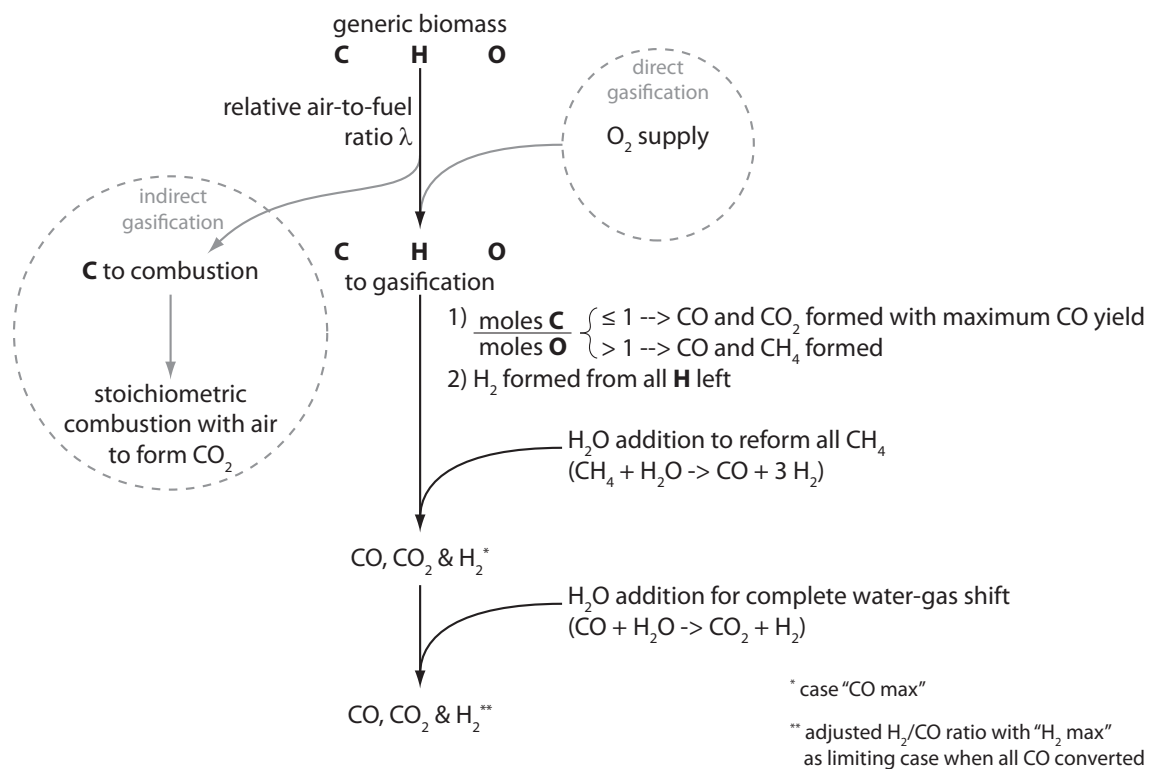 generic biomass
C H O
relative air-to-fuel
ratio λ
direct
gasification
O₂ supply
indirect
gasification
C to combustion
stoichiometric
combustion with air
to form CO₂
C H O
to gasification
1) moles C ≤ 1 --> CO and CO₂ formed with maximum CO yield
moles O > 1 --> CO and CH₄ formed
2) H₂ formed from all H left
H₂O addition to reform all CH₄
(CH₄ + H₂O -> CO + 3 H₂)
CO, CO₂ & H₂*
H₂O addition for complete water-gas shift
(CO + H₂O -> CO₂ + H₂)
CO, CO₂ & H₂**
* case “CO max”
** adjusted H₂/CO ratio with “H₂ max”
as limiting case when all CO converted